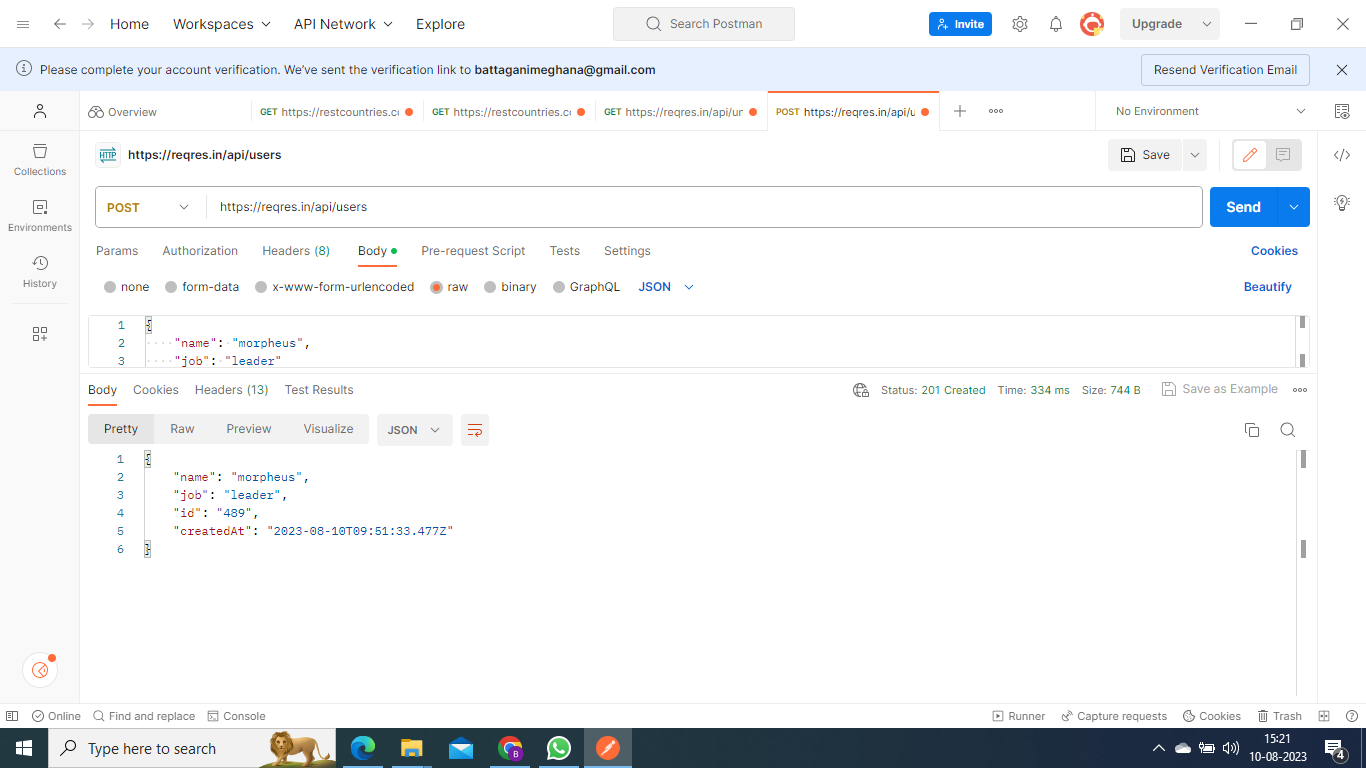 Home Workspaces API Network Explore Search Postman Invite Upgrade
Please complete your account verification. We've sent the verification link to battaganimeghana@gmail.com Resend Verification Email
Overview GET https://restcountries.c GET https://restcountries.c GET https://reqres.in/api/ur POST https://reqres.in/api/u No Environment
HTTP https://reqres.in/api/users Save
Collections
POST https://reqres.in/api/users Send
Environments
Params Authorization Headers (8) Body Pre-request Script Tests Settings Cookies
History
none form-data x-www-form-urlencoded raw binary GraphQL JSON Beautify
1 {
2 "name": "morpheus",
3 "job": "leader"
Body Cookies Headers (13) Test Results Status: 201 Created Time: 334 ms Size: 744 B Save as Example
Pretty Raw Preview Visualize JSON
1 {
2 "name": "morpheus",
3 "job": "leader",
4 "id": "489",
5 "createdAt": "2023-08-10T09:51:33.477Z"
6 }
Online Find and replace Console Runner Capture requests Cookies Trash
Type here to search B 15:21
10-08-2023 4